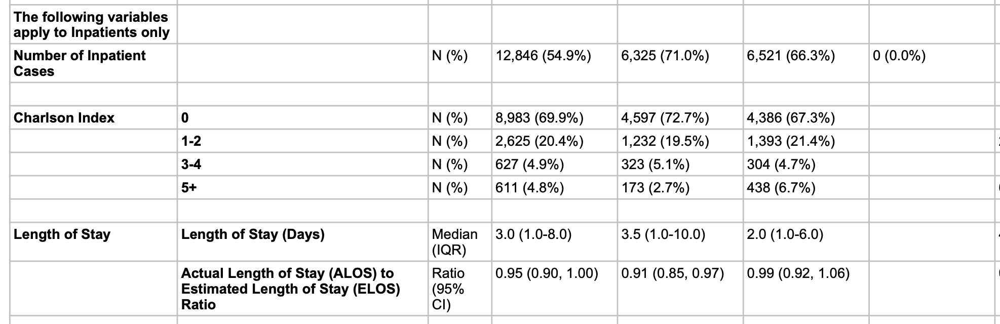 The following variables
apply to Inpatients only
Number of Inpatient Cases N (%) 12,846 (54.9%) 6,325 (71.0%) 6,521 (66.3%) 0 (0.0%)
Charlson Index 0 N (%) 8,983 (69.9%) 4,597 (72.7%) 4,386 (67.3%)
1-2 N (%) 2,625 (20.4%) 1,232 (19.5%) 1,393 (21.4%)
3-4 N (%) 627 (4.9%) 323 (5.1%) 304 (4.7%)
5+ N (%) 611 (4.8%) 173 (2.7%) 438 (6.7%)
Length of Stay Length of Stay (Days) Median (IQR) 3.0 (1.0-8.0) 3.5 (1.0-10.0) 2.0 (1.0-6.0)
Actual Length of Stay (ALOS) to Estimated Length of Stay (ELOS) Ratio Ratio (95% CI) 0.95 (0.90, 1.00) 0.91 (0.85, 0.97) 0.99 (0.92, 1.06)